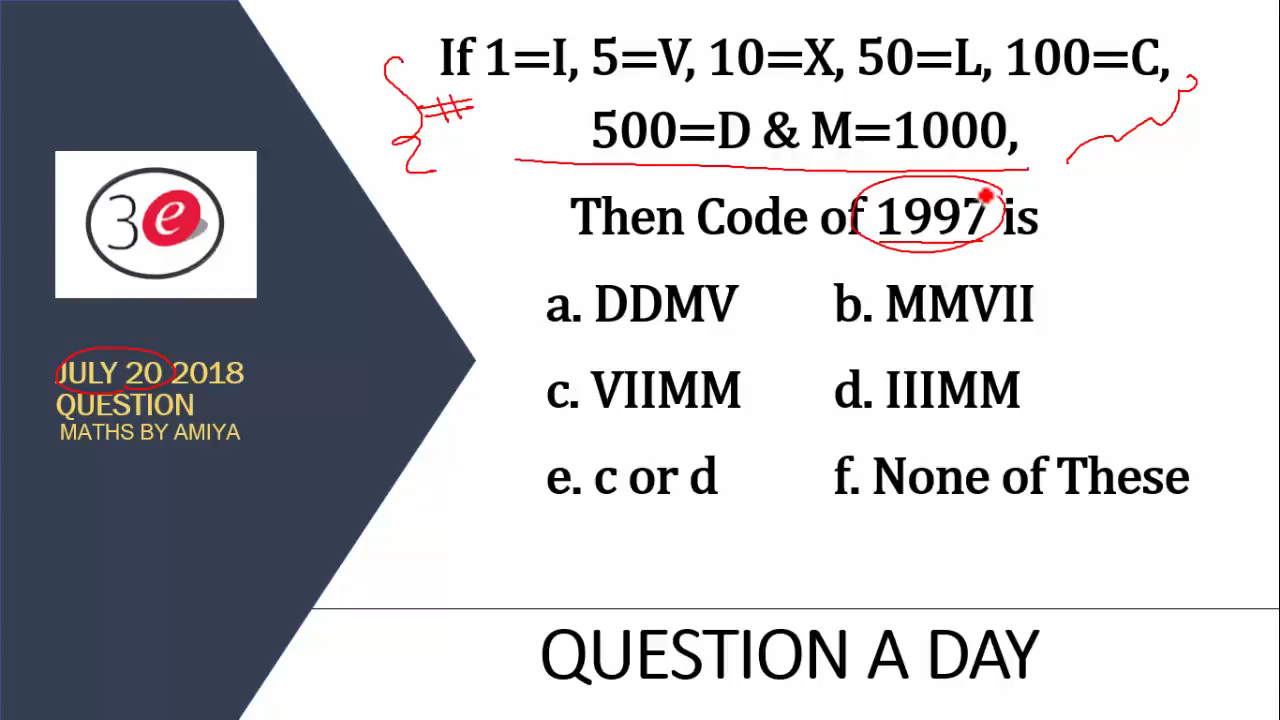 If 1=I, 5=V, 10=X, 50=L, 100=C,
500=D & M=1000,
Then Code of 1997 is
a. DDMV b. MMVII
c. VIIMM d. IIIMM
e. c or d f. None of These
3e
JULY 20 2018
QUESTION
MATHS BY AMIYA
QUESTION A DAY